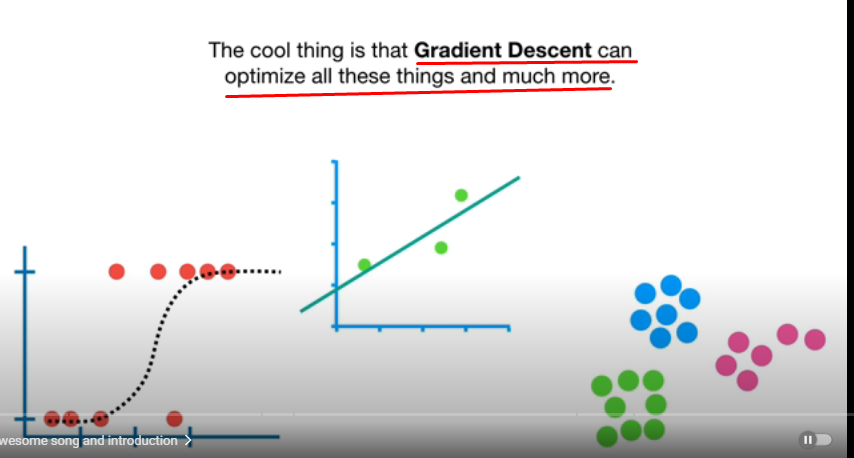 The cool thing is that Gradient Descent can
optimize all these things and much more.
wesome song and introduction